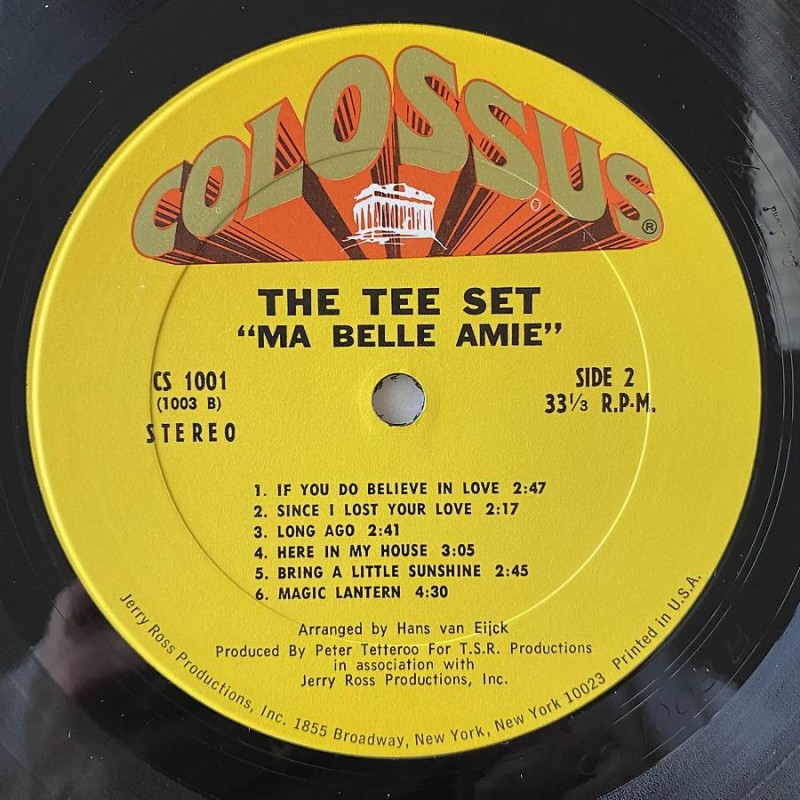 COLOSSUS®
THE TEE SET
“MA BELLE AMIE”
CS 1001
(1003 B)
STEREO
SIDE 2
33⅓ R.P.M.
1. IF YOU DO BELIEVE IN LOVE 2:47
2. SINCE I LOST YOUR LOVE 2:17
3. LONG AGO 2:41
4. HERE IN MY HOUSE 3:05
5. BRING A LITTLE SUNSHINE 2:45
6. MAGIC LANTERN 4:30
Arranged by Hans van Eijck
Produced By Peter Tetteroo For T.S.R. Productions
in association with
Jerry Ross Productions, Inc.
Jerry Ross Productions, Inc. 1855 Broadway, New York, New York 10023 Printed in U.S.A.